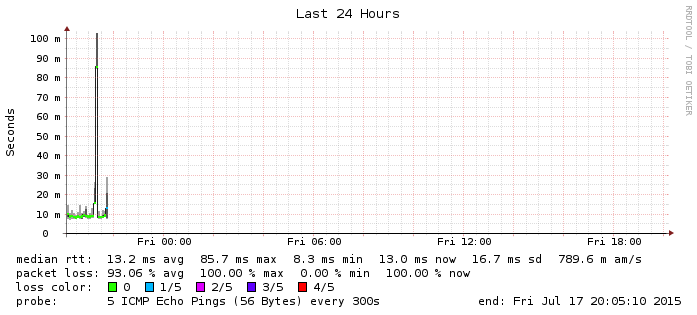 Last 24 Hours
RRDTOOL / TOBI OETIKER
Seconds
100 m
90 m
80 m
70 m
60 m
50 m
40 m
30 m
20 m
10 m
0
Fri 00:00 Fri 06:00 Fri 12:00 Fri 18:00
median rtt: 13.2 ms avg 85.7 ms max 8.3 ms min 13.0 ms now 16.7 ms sd 789.6 m am/s
packet loss: 93.06 % avg 100.00 % max 0.00 % min 100.00 % now
loss color: 0 1/5 2/5 3/5 4/5
probe: 5 ICMP Echo Pings (56 Bytes) every 300s end: Fri Jul 17 20:05:10 2015